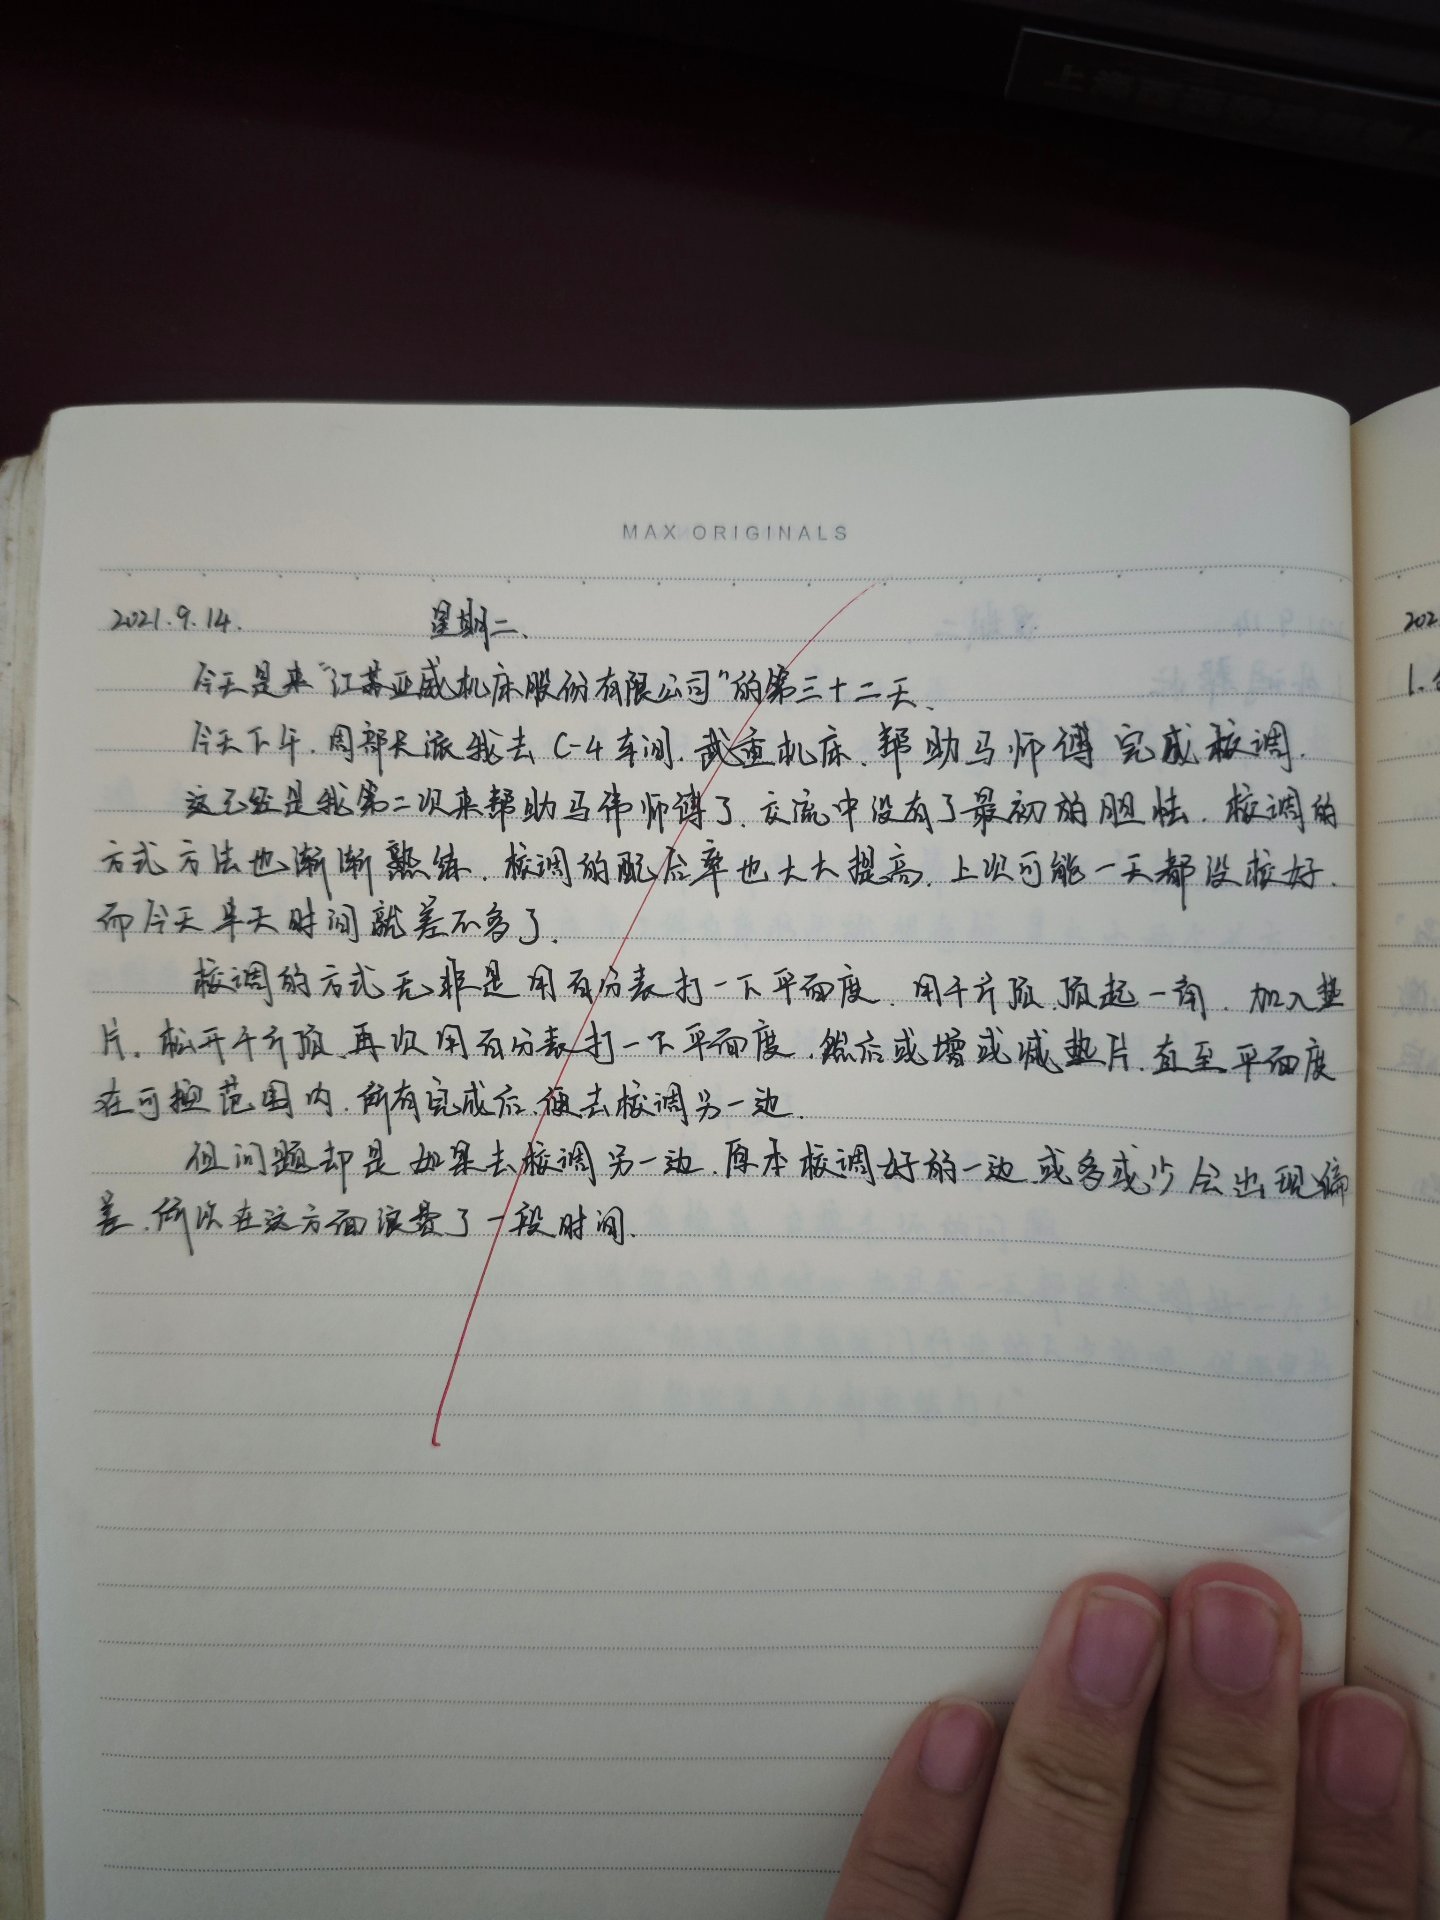 MAX ORIGINALS
2021.9.14. 星期二.
今天是来“江苏亚威机床股份有限公司”的第三十二天.
今天下午.周部长派我去C-4车间.武重机床.帮助马师傅完成校调.
这已经是我第二次来帮助马伟师傅了.交流中没有了最初的胆怯.校调的
方式方法也渐渐熟练.校调的配合率也大大提高.上次可能一天都没校好.
而今天半天时间就差不多了.
校调的方式无非是用百分表打一下平面度.用千斤顶.顶起一角.加入垫
片.松开千斤顶.再次用百分表打一下平面度.然后或增或减垫片.直至平面度
在可控范围内.所有完成后.便去校调另一边.
但问题却是如果去校调另一边.原本校调好的一边.或多或少会出现偏
差.所以在这方面浪费了一段时间.
202
1.